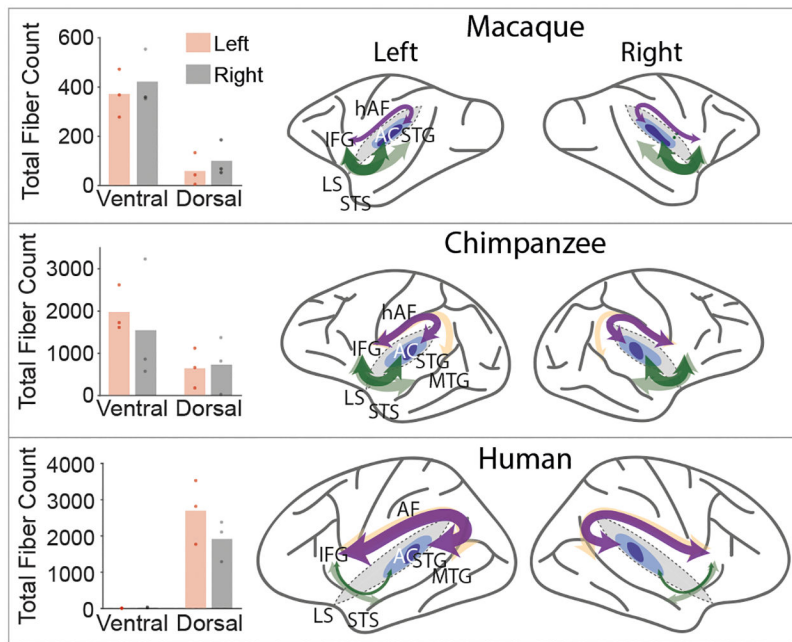 Macaque
Left Right
Total Fiber Count
600
400
200
0
Left
Right
Ventral Dorsal
hAF
IFG
AC STG
LS
STS
Chimpanzee
Total Fiber Count
3000
2000
1000
0
Ventral Dorsal
hAF
IFG
AC
STG
MTG
LS
STS
Human
Total Fiber Count
4000
3000
2000
1000
0
Ventral Dorsal
AF
IFG
AC
STG
MTG
LS STS